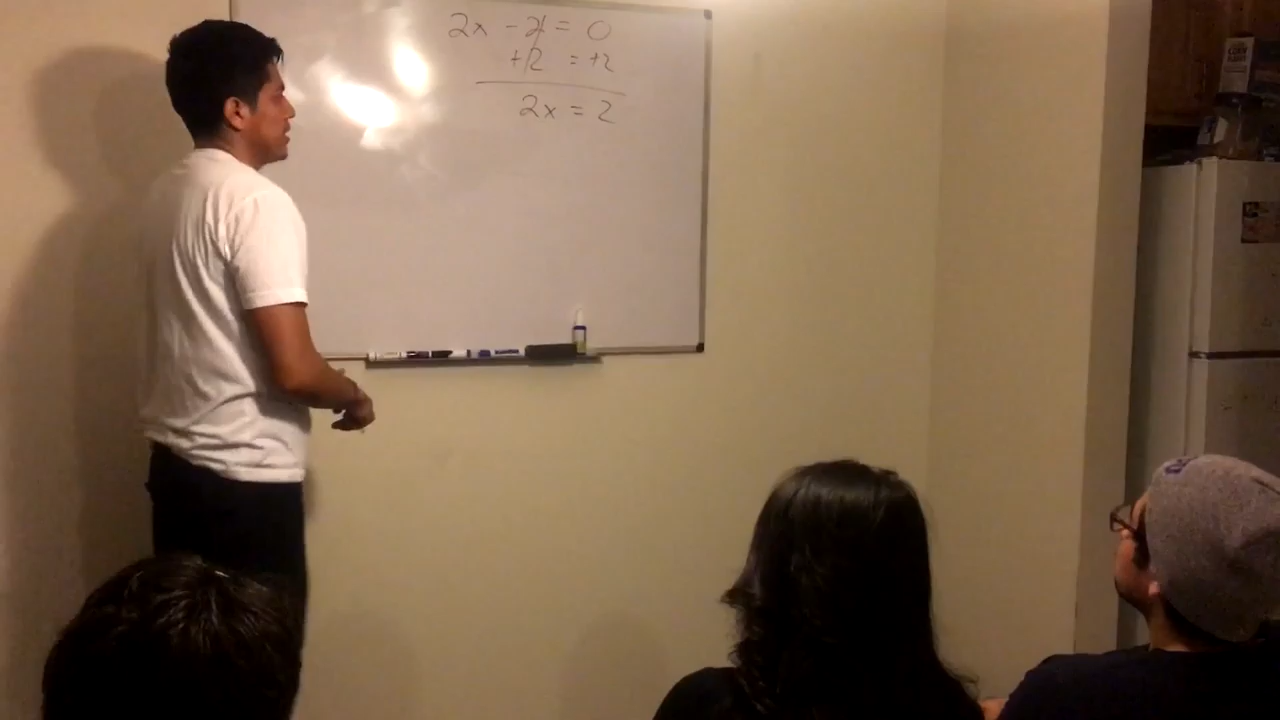 2x - 2 = 0
+2 = +2
2x = 2